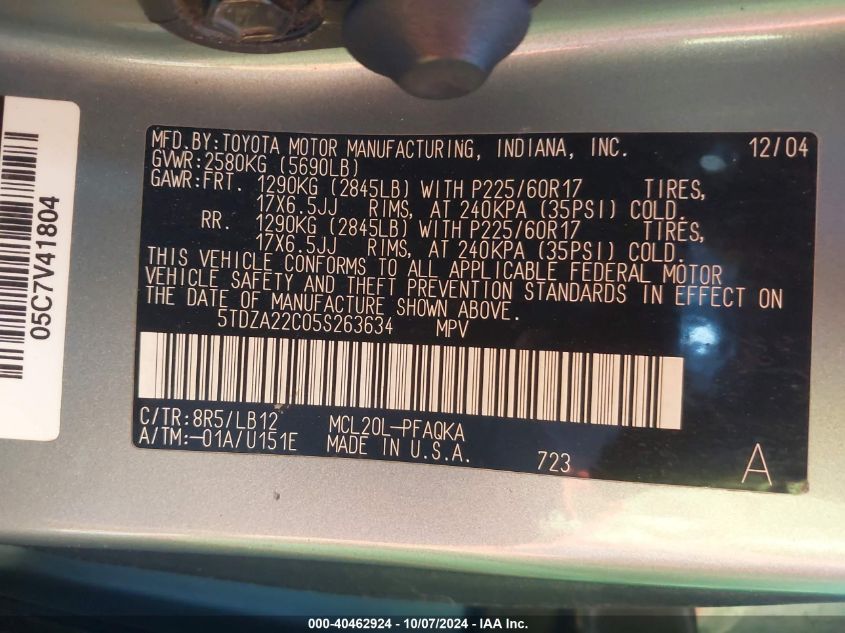 05C7V41804
MFD.BY:TOYOTA MOTOR MANUFACTURING, INDIANA, INC. 12/04
GVWR:2580KG (5690LB)
GAWR:FRT. 1290KG (2845LB) WITH P225/60R17 TIRES,
17X6.5JJ RIMS, AT 240KPA (35PSI) COLD.
RR. 1290KG (2845LB) WITH P225/60R17 TIRES,
17X6.5JJ RIMS, AT 240KPA (35PSI) COLD.
THIS VEHICLE CONFORMS TO ALL APPLICABLE FEDERAL MOTOR
VEHICLE SAFETY AND THEFT PREVENTION STANDARDS IN EFFECT ON
THE DATE OF MANUFACTURE SHOWN ABOVE.
5TDZA22C05S263634 MPV
C/TR:8R5/LB12 MCL20L-PFAQKA
A/TM:-01A/U151E MADE IN U.S.A. 723 A
000-40462924 - 10/07/2024 - IAA Inc.